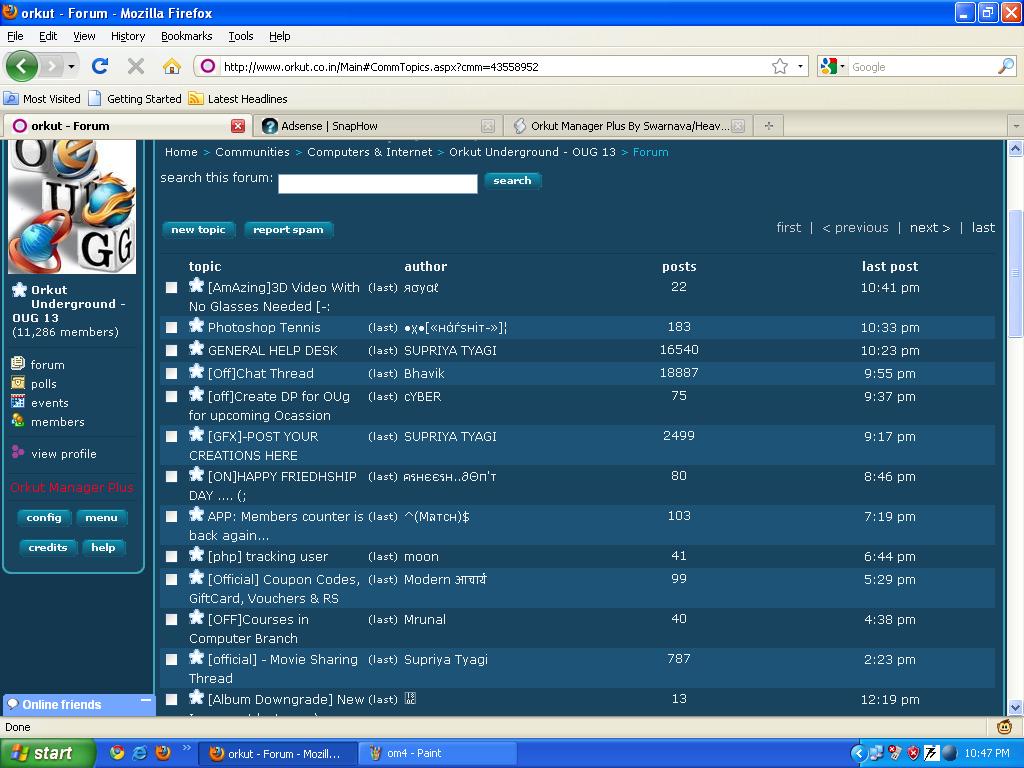 orkut - Forum - Mozilla Firefox
File Edit View History Bookmarks Tools Help
http://www.orkut.co.in/Main#CommTopics.aspx?cmm=43558952 Google
Most Visited Getting Started Latest Headlines
orkut - Forum Adsense | SnapHow Orkut Manager Plus By Swarnava/Heav...
Home > Communities > Computers & Internet > Orkut Underground - OUG 13 > Forum
search this forum: search
new topic report spam first | < previous | next > | last
O U G G
Orkut
Underground -
OUG 13
(11,286 members)
forum
polls
events
members
view profile
Orkut Manager Plus
config menu
credits help
topic author posts last post
[AmAzing]3D Video With (last) яσyαℓ 22 10:41 pm
No Glasses Needed [-:
Photoshop Tennis (last) 183 10:33 pm
GENERAL HELP DESK (last) SUPRIYA TYAGI 16540 10:23 pm
[Off]Chat Thread (last) Bhavik 18887 9:55 pm
[off]Create DP for OUg (last) cYBER 75 9:37 pm
for upcoming Ocassion
[GFX]-POST YOUR (last) SUPRIYA TYAGI 2499 9:17 pm
CREATIONS HERE
[ON]HAPPY FRIEDHSHIP (last) 80 8:46 pm
DAY .... (;
APP: Members counter is (last) 103 7:19 pm
back again...
[php] tracking user (last) moon 41 6:44 pm
[Official] Coupon Codes, (last) Modern आचार्य 99 5:29 pm
GiftCard, Vouchers & RS
[OFF]Courses in (last) Mrunal 40 4:38 pm
Computer Branch
[official] - Movie Sharing (last) Supriya Tyagi 787 2:23 pm
Thread
[Album Downgrade] New (last) 13 12:19 pm
Online friends
Done
start orkut - Forum - Mozill... om4 - Paint 10:47 PM